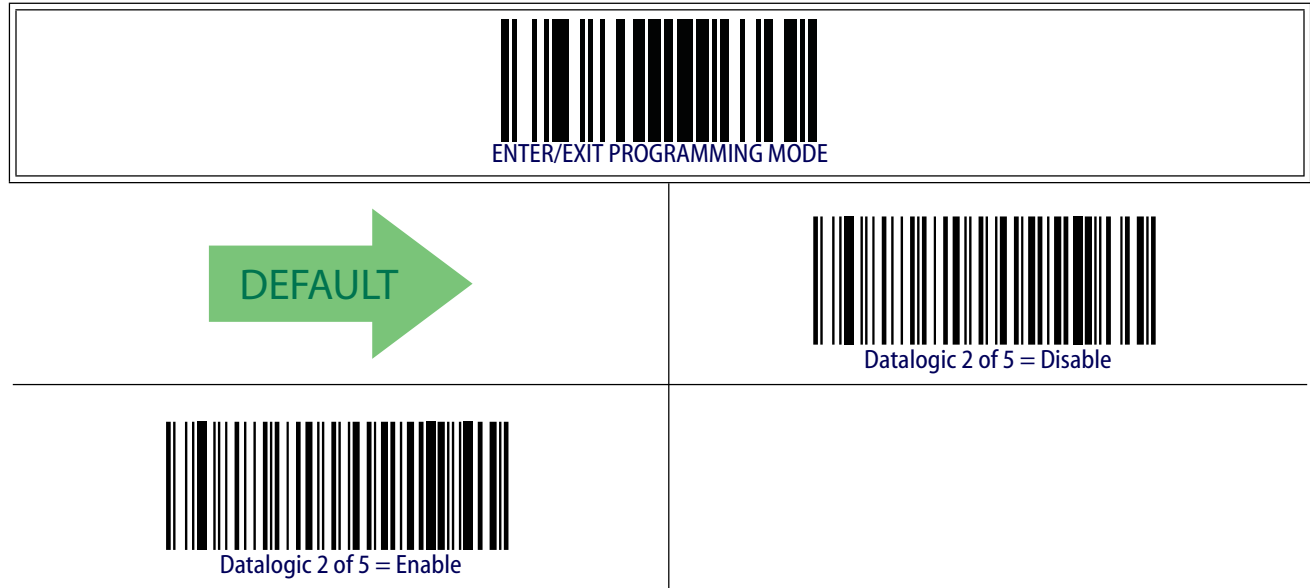 ENTER/EXIT PROGRAMMING MODE
DEFAULT
Datalogic 2 of 5 = Disable
Datalogic 2 of 5 = Enable